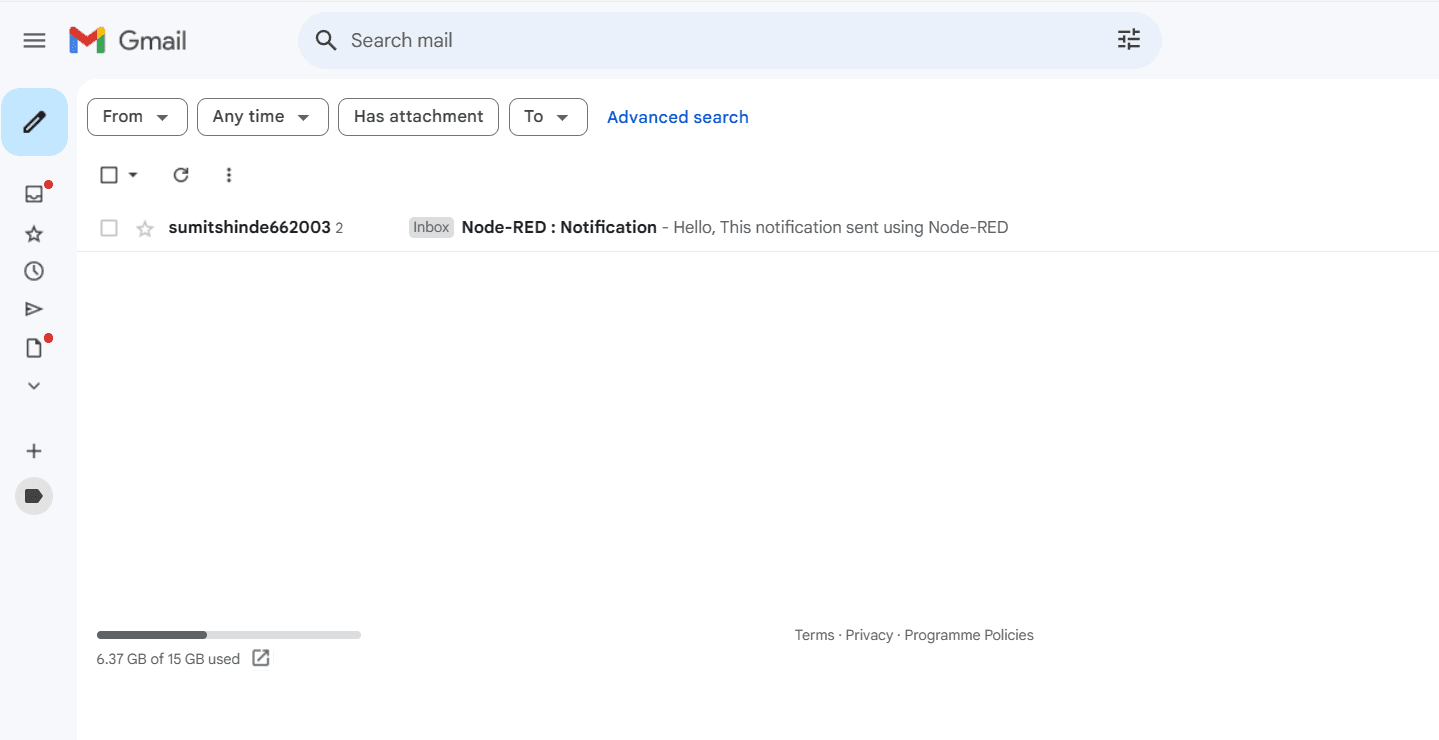 Gmail
Search mail
From Any time Has attachment To Advanced search
sumitshinde662003 2 Inbox Node-RED : Notification - Hello, This notification sent using Node-RED
Terms · Privacy · Programme Policies
6.37 GB of 15 GB used